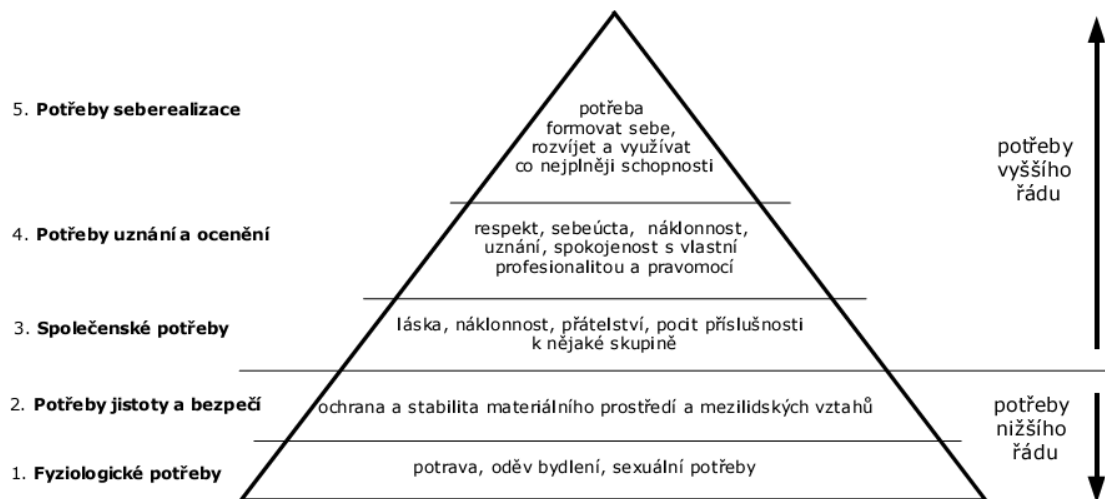 5. Potřeby seberealizace
potřeba
formovat sebe,
rozvíjet a využívat
co nejplněji schopnosti
potřeby
vyššího
řádu
4. Potřeby uznání a ocenění
respekt, sebeúcta, náklonnost,
uznání, spokojenost s vlastní
profesionalitou a pravomocí
3. Společenské potřeby
láska, náklonnost, přátelství, pocit příslušnosti
k nějaké skupině
2. Potřeby jistoty a bezpečí
ochrana a stabilita materiálního prostředí a mezilidských vztahů
potřeby
nižšího
řádu
1. Fyziologické potřeby
potrava, oděv bydlení, sexuální potřeby